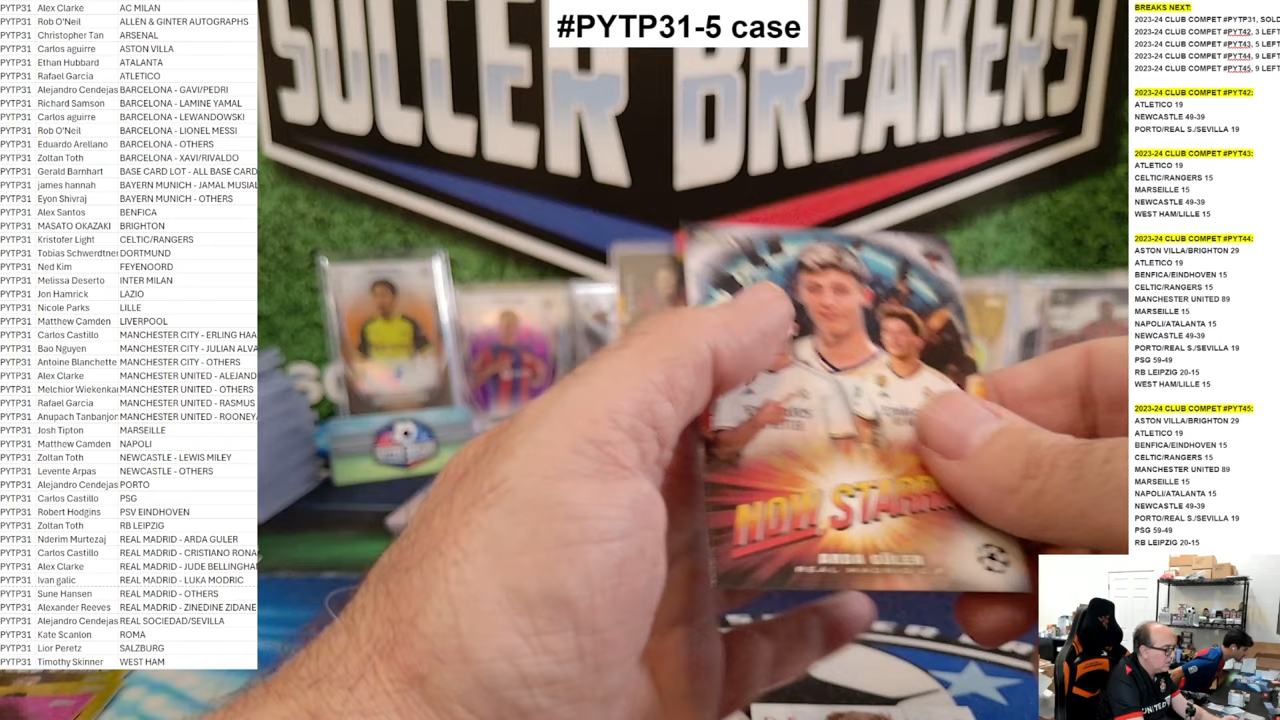 #PYTP31-5 case
SOCCER BREAKERS
PYTP31 Alex Clarke AC MILAN
PYTP31 Rob O'Neil ALLEN & GINTER AUTOGRAPHS
PYTP31 Christopher Tan ARSENAL
PYTP31 Carlos aguirre ASTON VILLA
PYTP31 Ethan Hubbard ATALANTA
PYTP31 Rafael Garcia ATLETICO
PYTP31 Alejandro Cendejas BARCELONA - GAVI/PEDRI
PYTP31 Richard Samson BARCELONA - LAMINE YAMAL
PYTP31 Carlos aguirre BARCELONA - LEWANDOWSKI
PYTP31 Rob O'Neil BARCELONA - LIONEL MESSI
PYTP31 Eduardo Arellano BARCELONA - OTHERS
PYTP31 Zoltan Toth BARCELONA - XAVI/RIVALDO
PYTP31 Gerald Barnhart BASE CARD LOT - ALL BASE CARD
PYTP31 james hannah BAYERN MUNICH - JAMAL MUSIAL
PYTP31 Eyon Shivraj BAYERN MUNICH - OTHERS
PYTP31 Alex Santos BENFICA
PYTP31 MASATO OKAZAKI BRIGHTON
PYTP31 Kristofer Light CELTIC/RANGERS
PYTP31 Tobias Schwerdtner DORTMUND
PYTP31 Ned Kim FEYENOORD
PYTP31 Melissa Deserto INTER MILAN
PYTP31 Jon Hamrick LAZIO
PYTP31 Nicole Parks LILLE
PYTP31 Matthew Camden LIVERPOOL
PYTP31 Carlos Castillo MANCHESTER CITY - ERLING HAA
PYTP31 Bao Nguyen MANCHESTER CITY - JULIAN ALVA
PYTP31 Antoine Blanchette MANCHESTER CITY - OTHERS
PYTP31 Alex Clarke MANCHESTER UNITED - ALEJAND
PYTP31 Melchior Wiekenkar MANCHESTER UNITED - OTHERS
PYTP31 Rafael Garcia MANCHESTER UNITED - RASMUS
PYTP31 Anupach Tanbanjor MANCHESTER UNITED - ROONEY
PYTP31 Josh Tipton MARSEILLE
PYTP31 Matthew Camden NAPOLI
PYTP31 Zoltan Toth NEWCASTLE - LEWIS MILEY
PYTP31 Levente Arpas NEWCASTLE - OTHERS
PYTP31 Alejandro Cendejas PORTO
PYTP31 Carlos Castillo PSG
PYTP31 Robert Hodgins PSV EINDHOVEN
PYTP31 Zoltan Toth RB LEIPZIG
PYTP31 Nderim Murtezaj REAL MADRID - ARDA GULER
PYTP31 Carlos Castillo REAL MADRID - CRISTIANO RONA
PYTP31 Alex Clarke REAL MADRID - JUDE BELLINGHA
PYTP31 Ivan galic REAL MADRID - LUKA MODRIC
PYTP31 Sune Hansen REAL MADRID - OTHERS
PYTP31 Alexander Reeves REAL MADRID - ZINEDINE ZIDANE
PYTP31 Alejandro Cendejas REAL SOCIEDAD/SEVILLA
PYTP31 Kate Scanlon ROMA
PYTP31 Lior Peretz SALZBURG
PYTP31 Timothy Skinner WEST HAM
NOW STARR
ARDA GÜLER
REAL MADRID
BREAKS NEXT:
2023-24 CLUB COMPET #PYTP31, SOLD
2023-24 CLUB COMPET #PYT42, 3 LEFT
2023-24 CLUB COMPET #PYT43, 5 LEFT
2023-24 CLUB COMPET #PYT44, 9 LEFT
2023-24 CLUB COMPET #PYT45, 9 LEFT
2023-24 CLUB COMPET #PYT42:
ATLETICO 19
NEWCASTLE 49-39
PORTO/REAL S./SEVILLA 19
2023-24 CLUB COMPET #PYT43:
ATLETICO 19
CELTIC/RANGERS 15
MARSEILLE 15
NEWCASTLE 49-39
WEST HAM/LILLE 15
2023-24 CLUB COMPET #PYT44:
ASTON VILLA/BRIGHTON 29
ATLETICO 19
BENFICA/EINDHOVEN 15
CELTIC/RANGERS 15
MANCHESTER UNITED 89
MARSEILLE 15
NAPOLI/ATALANTA 15
NEWCASTLE 49-39
PORTO/REAL S./SEVILLA 19
PSG 59-49
RB LEIPZIG 20-15
WEST HAM/LILLE 15
2023-24 CLUB COMPET #PYT45:
ASTON VILLA/BRIGHTON 29
ATLETICO 19
BENFICA/EINDHOVEN 15
CELTIC/RANGERS 15
MANCHESTER UNITED 89
MARSEILLE 15
NAPOLI/ATALANTA 15
NEWCASTLE 49-39
PORTO/REAL S./SEVILLA 19
PSG 59-49
RB LEIPZIG 20-15